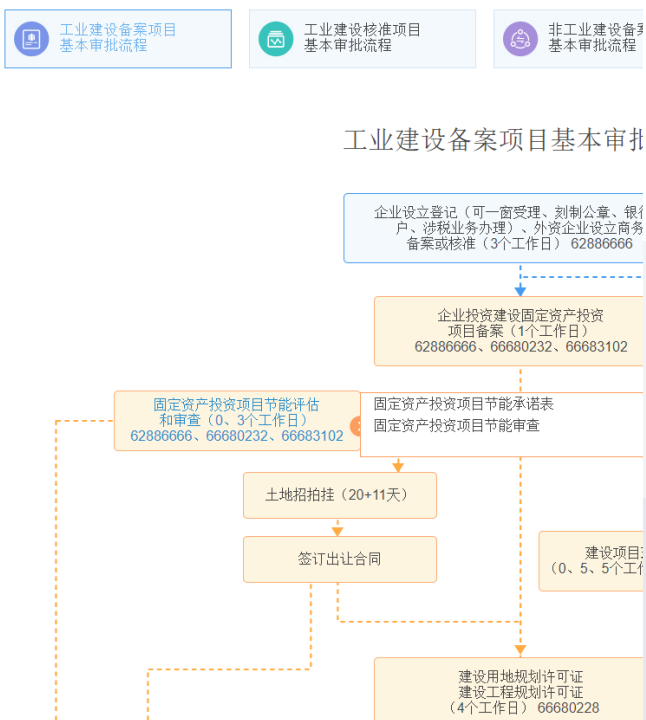 工业建设备案项目
基本审批流程
工业建设核准项目
基本审批流程
非工业建设备案
基本审批流程
工业建设备案项目基本审批
企业设立登记（可一窗受理、刻制公章、银行
户、涉税业务办理）、外资企业设立商务
备案或核准（3个工作日） 62886666
企业投资建设固定资产投资
项目备案（1个工作日）
62886666、66680232、66683102
固定资产投资项目节能评估
和审查（0、3个工作日）
62886666、66680232、66683102
固定资产投资项目节能承诺表
固定资产投资项目节能审查
土地招拍挂（20+11天）
签订出让合同
建设项目
（0、5、5个工作
建设用地规划许可证
建设工程规划许可证
（4个工作日） 66680228